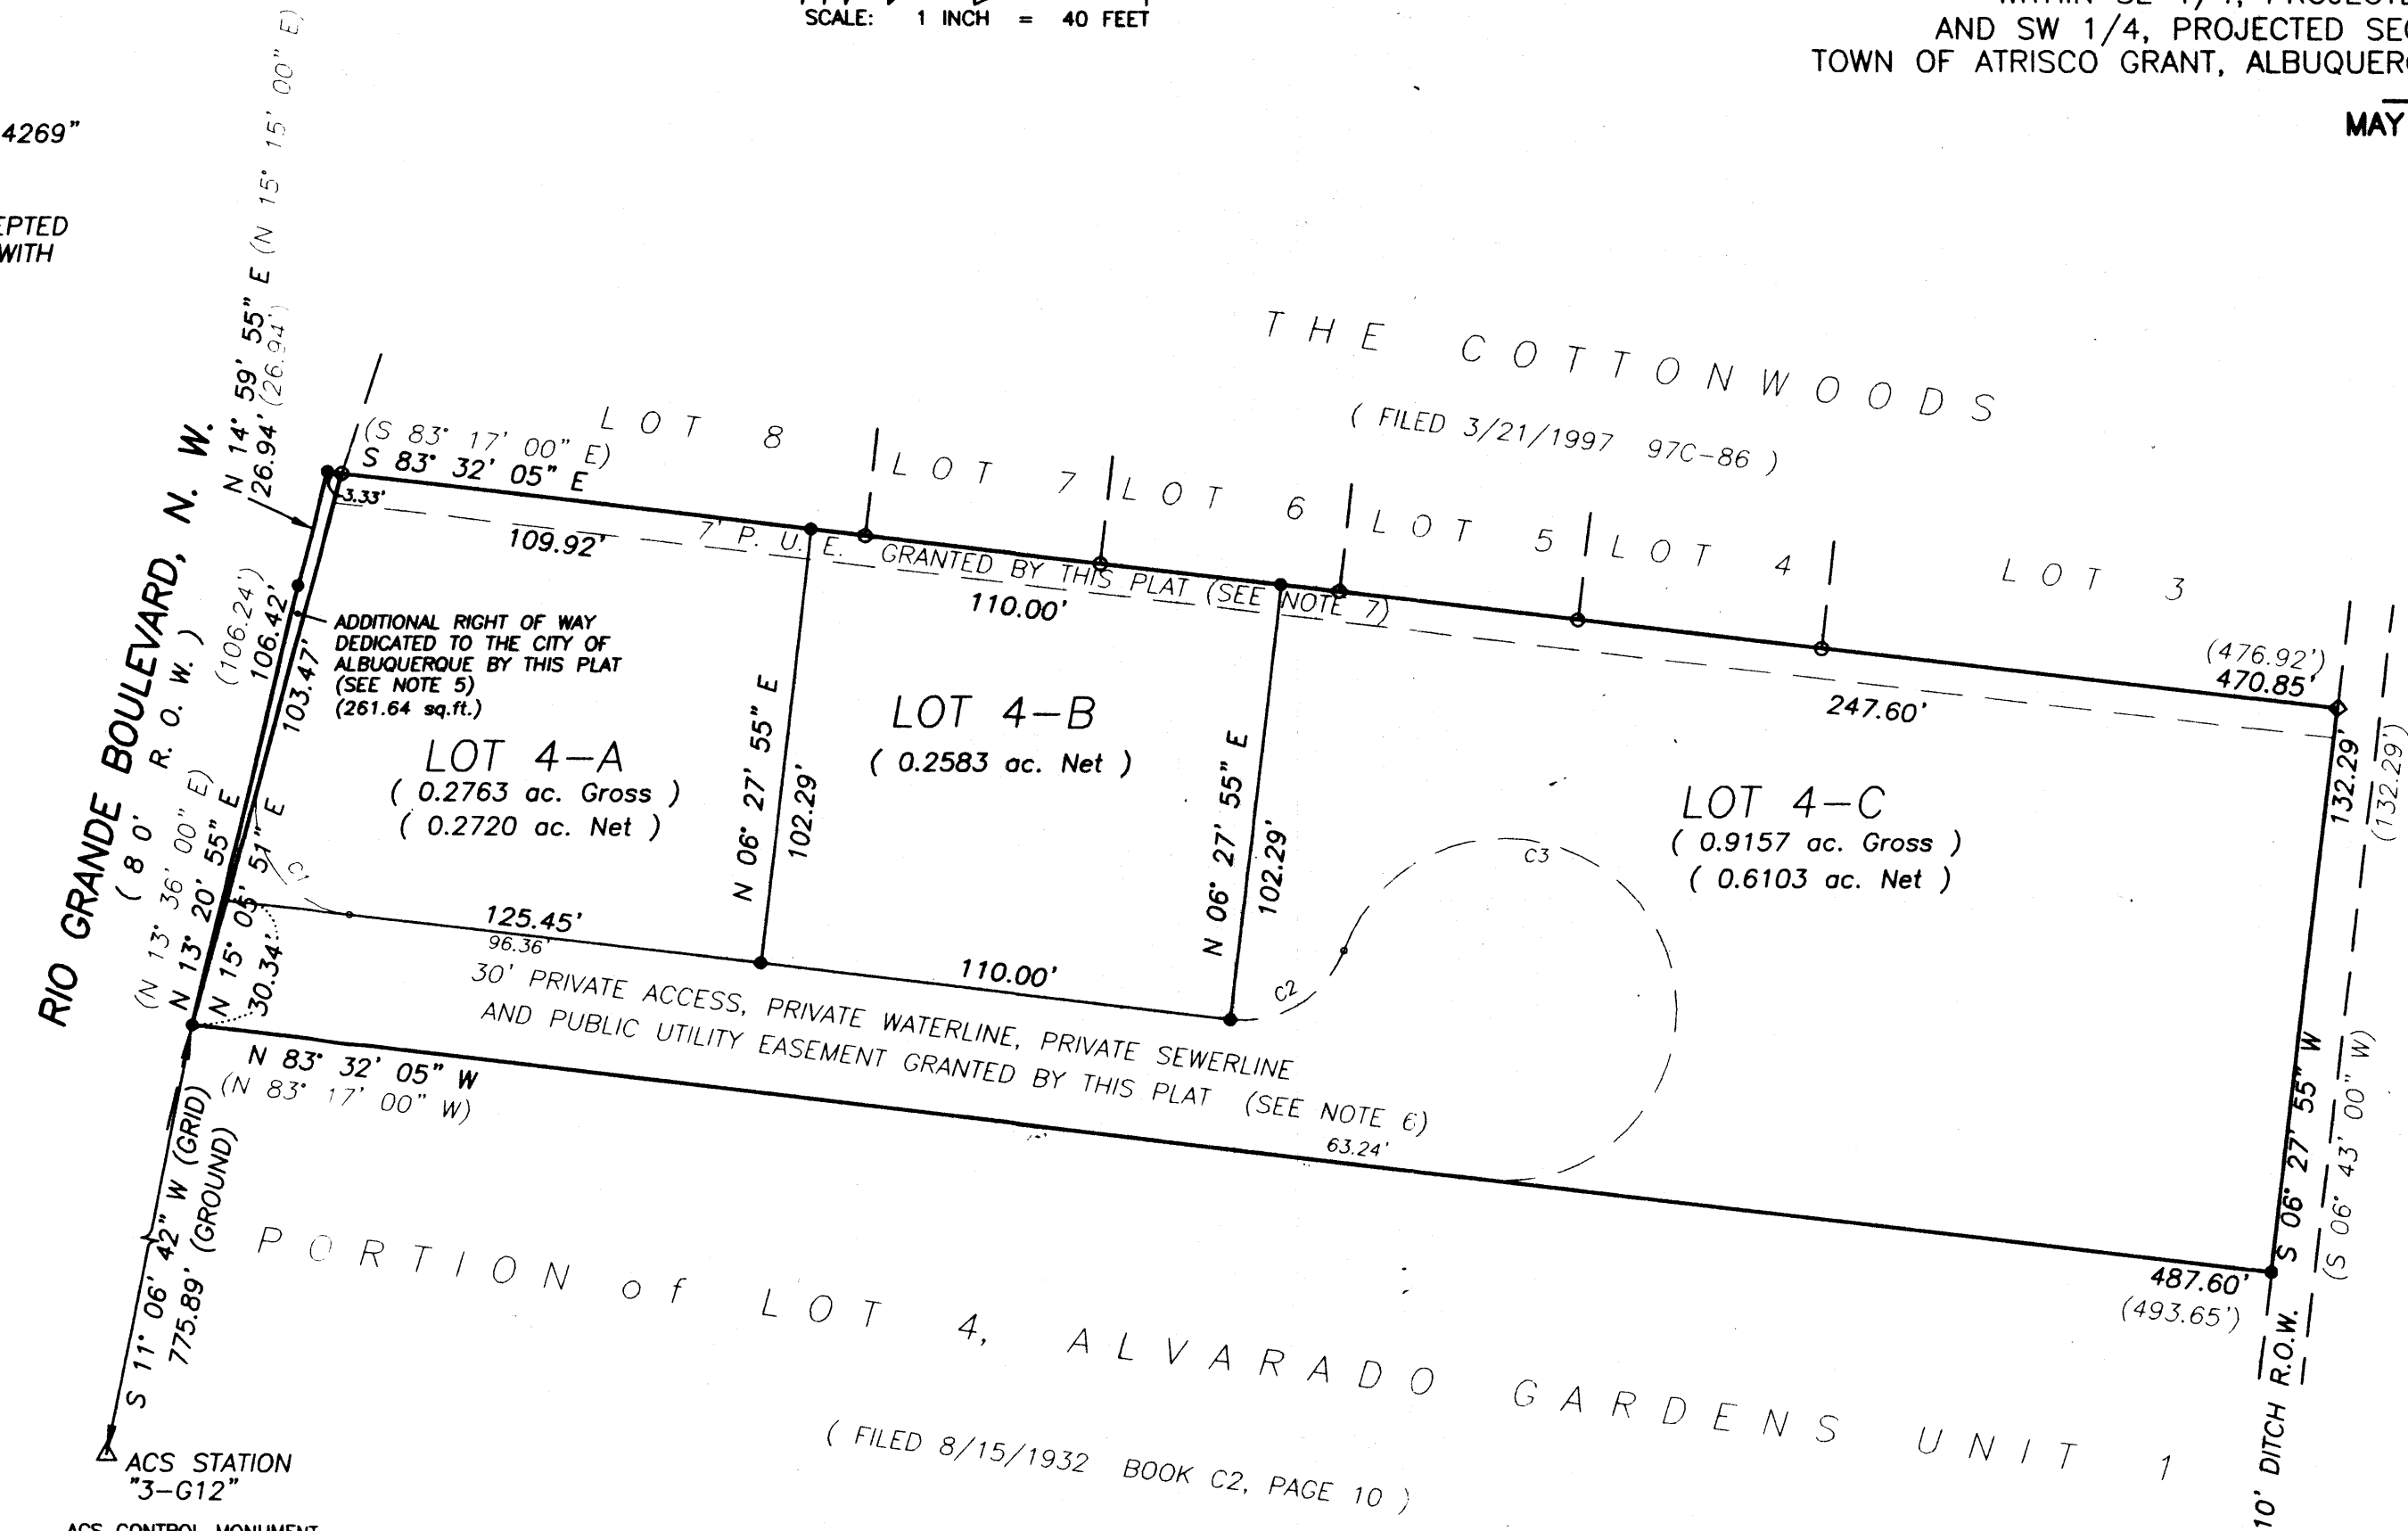 SCALE: 1 INCH = 40 FEET
AND SW 1/4, PROJECTED
TOWN OF ATRISCO GRANT,
MAY
4269"
WITH
N 14° 59' 55" E (N 15° 15' 00" E)
26.94' (26.94')
RIO GRANDE BOULEVARD, N. W.
( 80' R. O. W. )
THE COTTONWOODS
( FILED 3/21/1997 97C-86 )
LOT 8
LOT 7
LOT 6
LOT 5
LOT 4
LOT 3
(S 83° 17' 00" E)
S 83° 32' 05" E
3.33'
109.92'
7' P. U. E. GRANTED BY THIS PLAT (SEE NOTE 7)
110.00'
247.60'
(476.92')
470.85'
(106.24')
106.42'
103.47'
ADDITIONAL RIGHT OF WAY
DEDICATED TO THE CITY OF
ALBUQUERQUE BY THIS PLAT
(SEE NOTE 5)
(261.64 sq.ft.)
LOT 4-A
( 0.2763 ac. Gross )
( 0.2720 ac. Net )
N 06° 27' 55" E
102.29'
LOT 4-B
( 0.2583 ac. Net )
N 06° 27' 55" E
102.29'
LOT 4-C
( 0.9157 ac. Gross )
( 0.6103 ac. Net )
132.29'
(132.29')
(N 13° 36' 00" E)
N 13° 20' 55" E
N 15° 05' 51" E
30.34'
C1
C2
C3
125.45'
96.36'
110.00'
30' PRIVATE ACCESS, PRIVATE WATERLINE, PRIVATE SEWERLINE
AND PUBLIC UTILITY EASEMENT GRANTED BY THIS PLAT (SEE NOTE 6)
63.24'
N 83° 32' 05" W
(N 83° 17' 00" W)
S 06° 27' 55" W
(S 06° 43' 00" W)
487.60'
(493.65')
10' DITCH R.O.W.
S 11° 06' 42" W (GRID)
775.89' (GROUND)
PORTION of LOT 4, ALVARADO GARDENS UNIT 1
( FILED 8/15/1932 BOOK C2, PAGE 10 )
ACS STATION
"3-G12"
ACS CONTROL MONUMENT